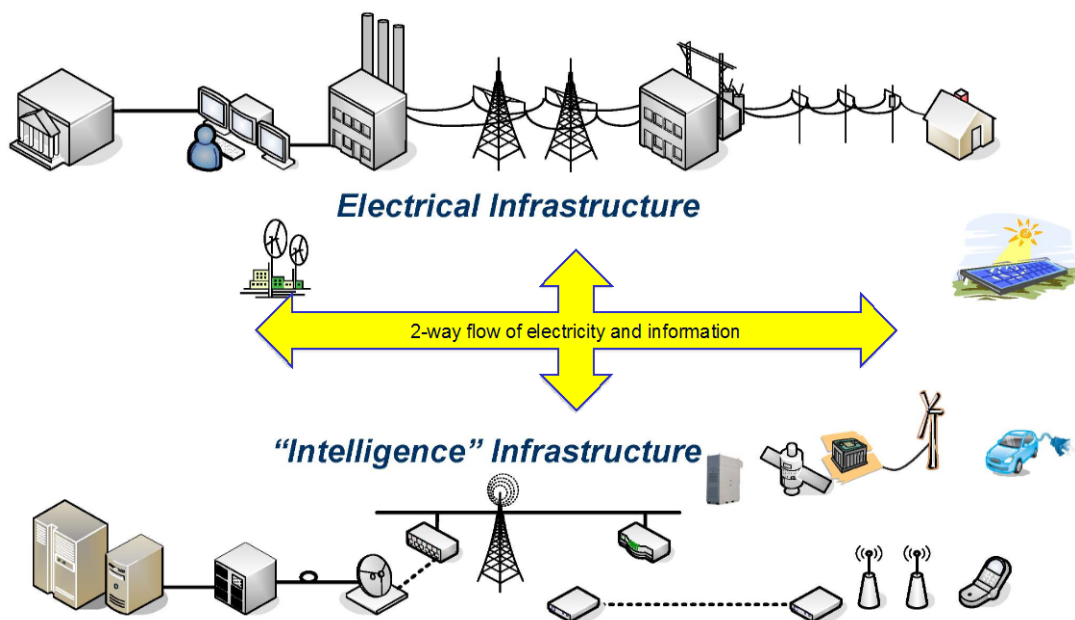 Electrical Infrastructure
2-way flow of electricity and information
“Intelligence” Infrastructure